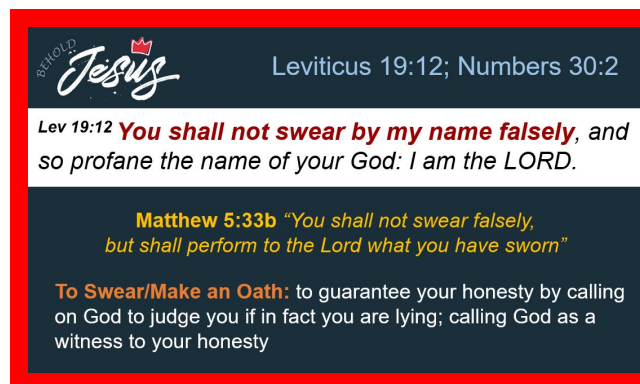 BEHOLD
Jesus
Leviticus 19:12; Numbers 30:2
Lev 19:12 You shall not swear by my name falsely, and
so profane the name of your God: I am the LORD.
Matthew 5:33b “You shall not swear falsely,
but shall perform to the Lord what you have sworn”
To Swear/Make an Oath: to guarantee your honesty by calling
on God to judge you if in fact you are lying; calling God as a
witness to your honesty